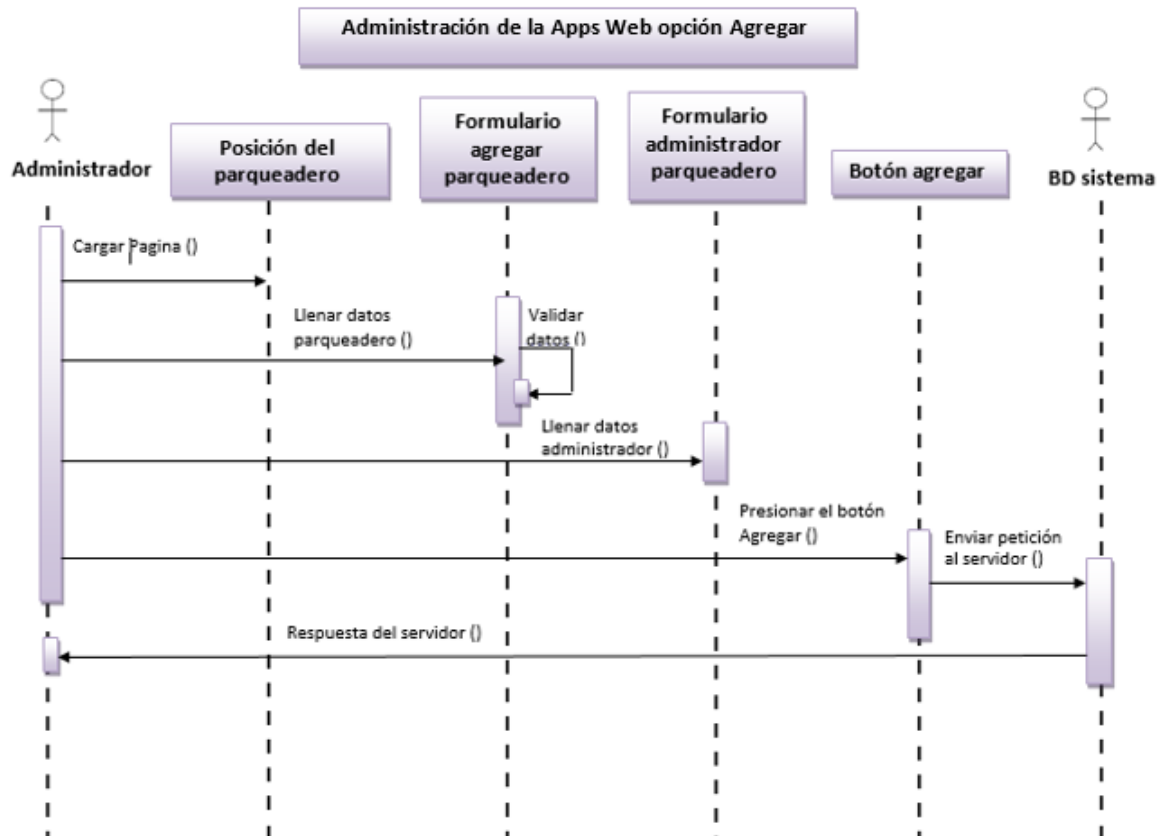 Administración de la Apps Web opción Agregar
Administrador
Posición del
parqueadero
Formulario
agregar
parqueadero
Formulario
administrador
parqueadero
Botón agregar
BD sistema
Cargar Pagina ()
Llenar datos
parqueadero ()
Validar
datos ()
Llenar datos
administrador ()
Presionar el botón
Agregar ()
Enviar petición
al servidor ()
Respuesta del servidor ()